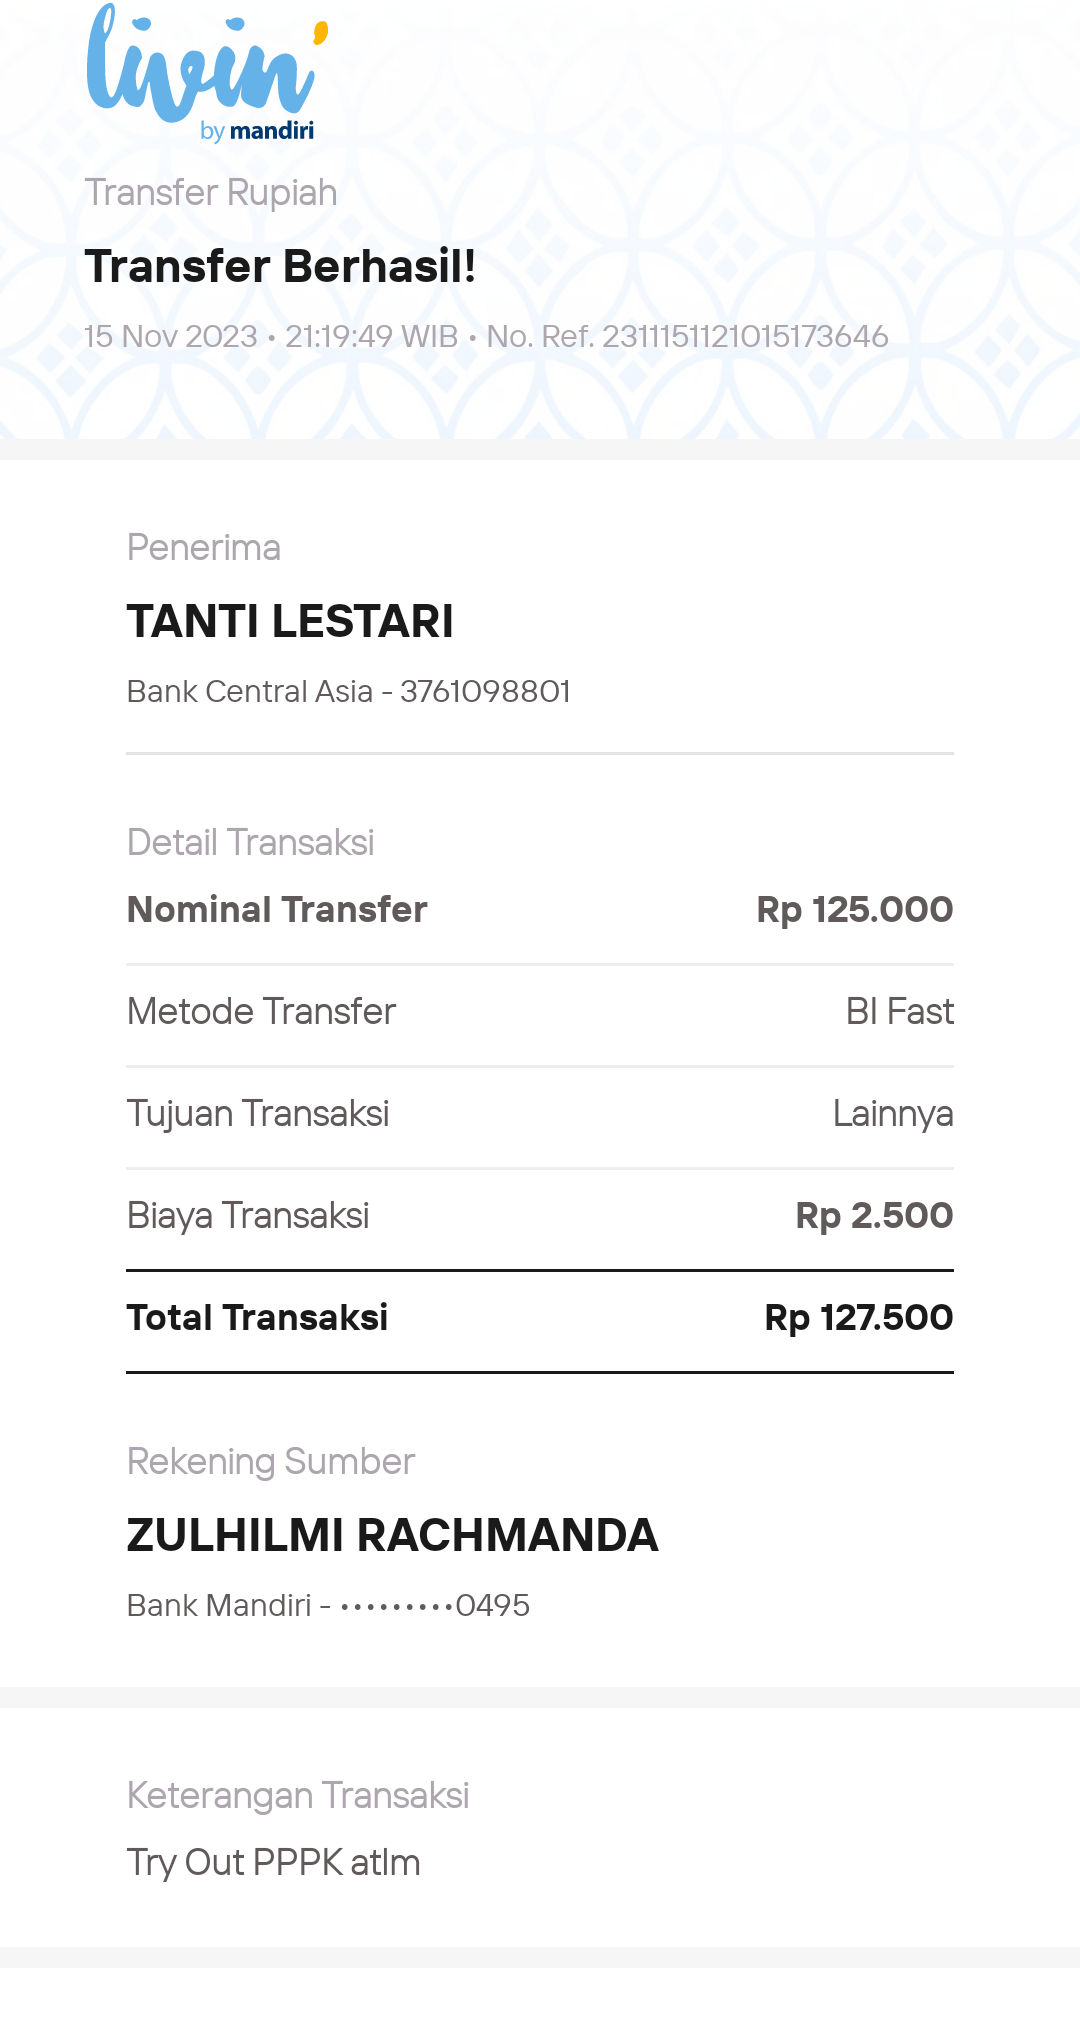 livin'
by mandiri
Transfer Rupiah
Transfer Berhasil!
15 Nov 2023 • 21:19:49 WIB • No. Ref. 2311151121015173646
Penerima
TANTI LESTARI
Bank Central Asia - 3761098801
Detail Transaksi
Nominal Transfer Rp 125.000
Metode Transfer BI Fast
Tujuan Transaksi Lainnya
Biaya Transaksi Rp 2.500
Total Transaksi Rp 127.500
Rekening Sumber
ZULHILMI RACHMANDA
Bank Mandiri - •••••••••0495
Keterangan Transaksi
Try Out PPPK atlm